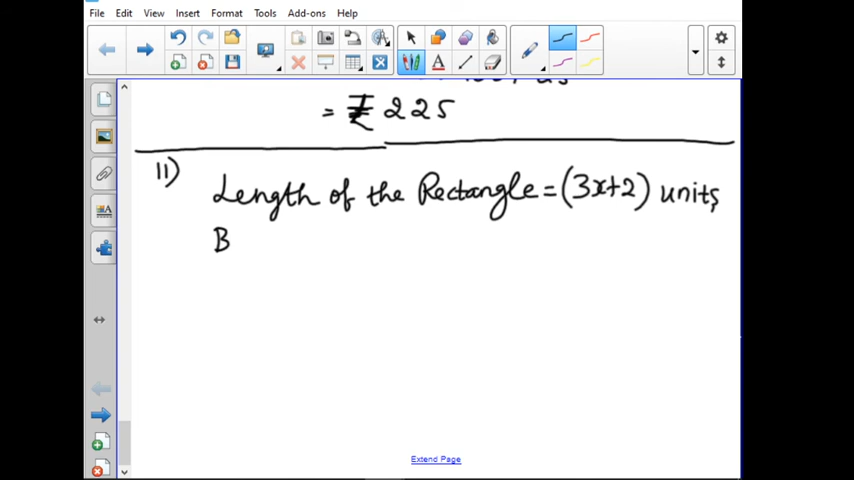 File Edit View Insert Format Tools Add-ons Help
= ₹ 225
11)
Length of the Rectangle = (3x+2) units
B
Extend Page